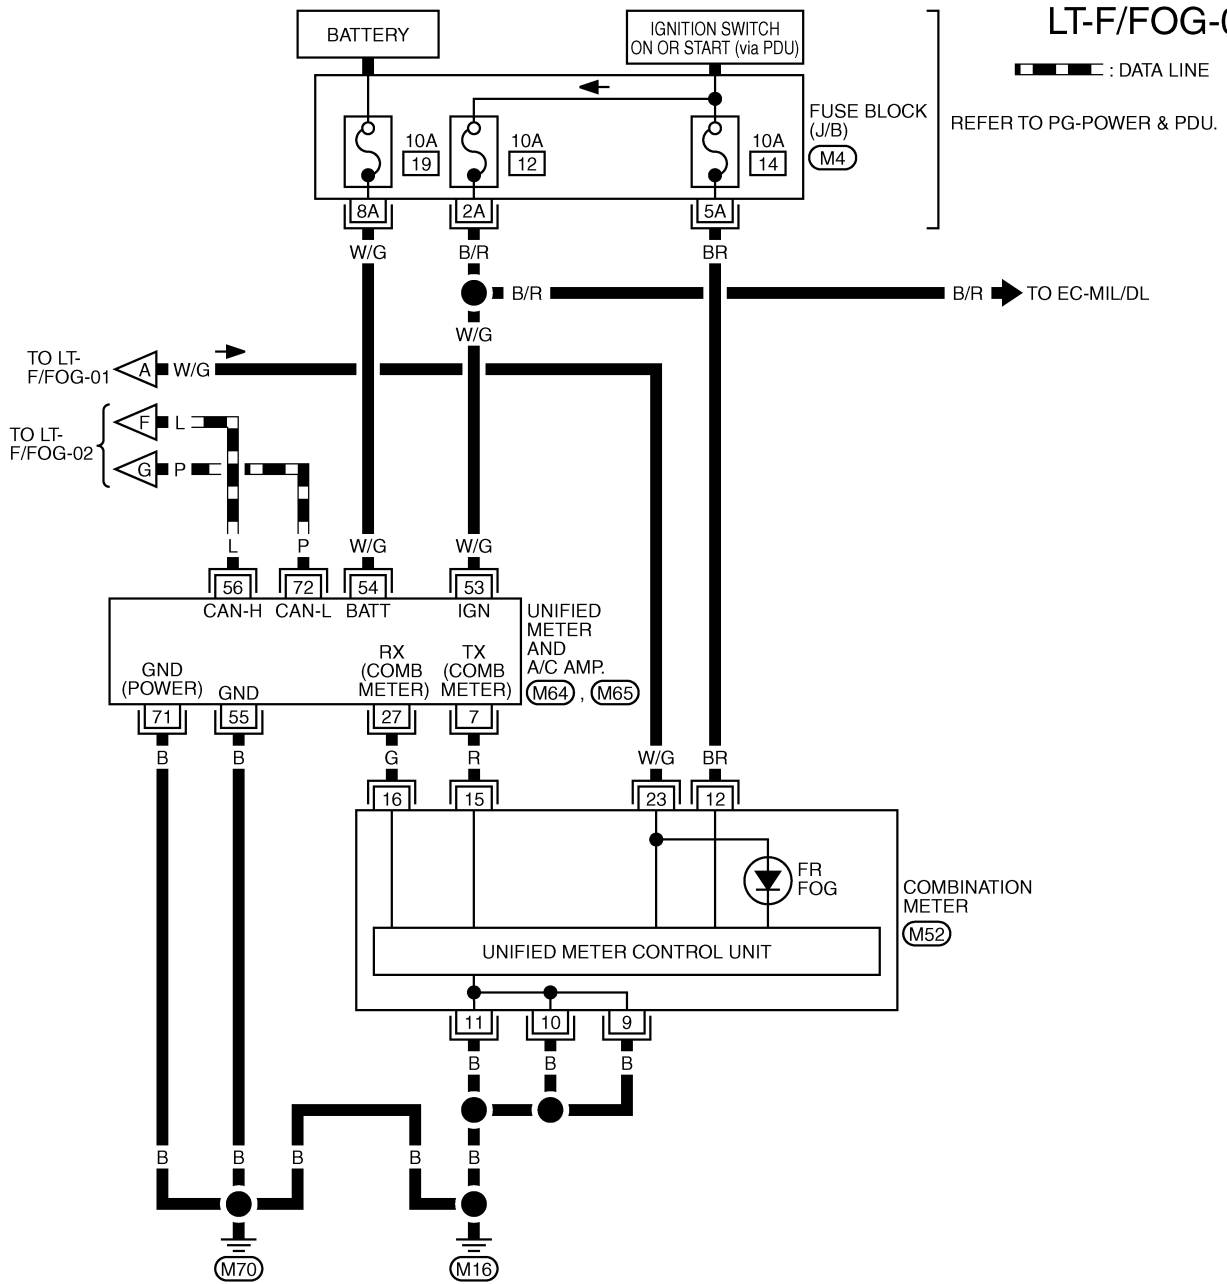 LT-F/FOG-0
BATTERY
IGNITION SWITCH
ON OR START (via PDU)
: DATA LINE
REFER TO PG-POWER & PDU.
FUSE BLOCK
(J/B)
M4
10A
19
10A
12
10A
14
8A
2A
5A
W/G
B/R
BR
B/R
B/R
TO EC-MIL/DL
W/G
TO LT-
F/FOG-01
A
W/G
TO LT-
F/FOG-02
F
L
G
P
L
P
W/G
W/G
56
72
54
53
CAN-H
CAN-L
BATT
IGN
UNIFIED
METER
AND
A/C AMP.
M64 , M65
GND
(POWER)
GND
RX
(COMB
METER)
TX
(COMB
METER)
71
55
27
7
B
B
G
R
W/G
BR
16
15
23
12
FR
FOG
COMBINATION
METER
M52
UNIFIED METER CONTROL UNIT
11
10
9
B
B
B
B
B
B
B
B
M70
M16